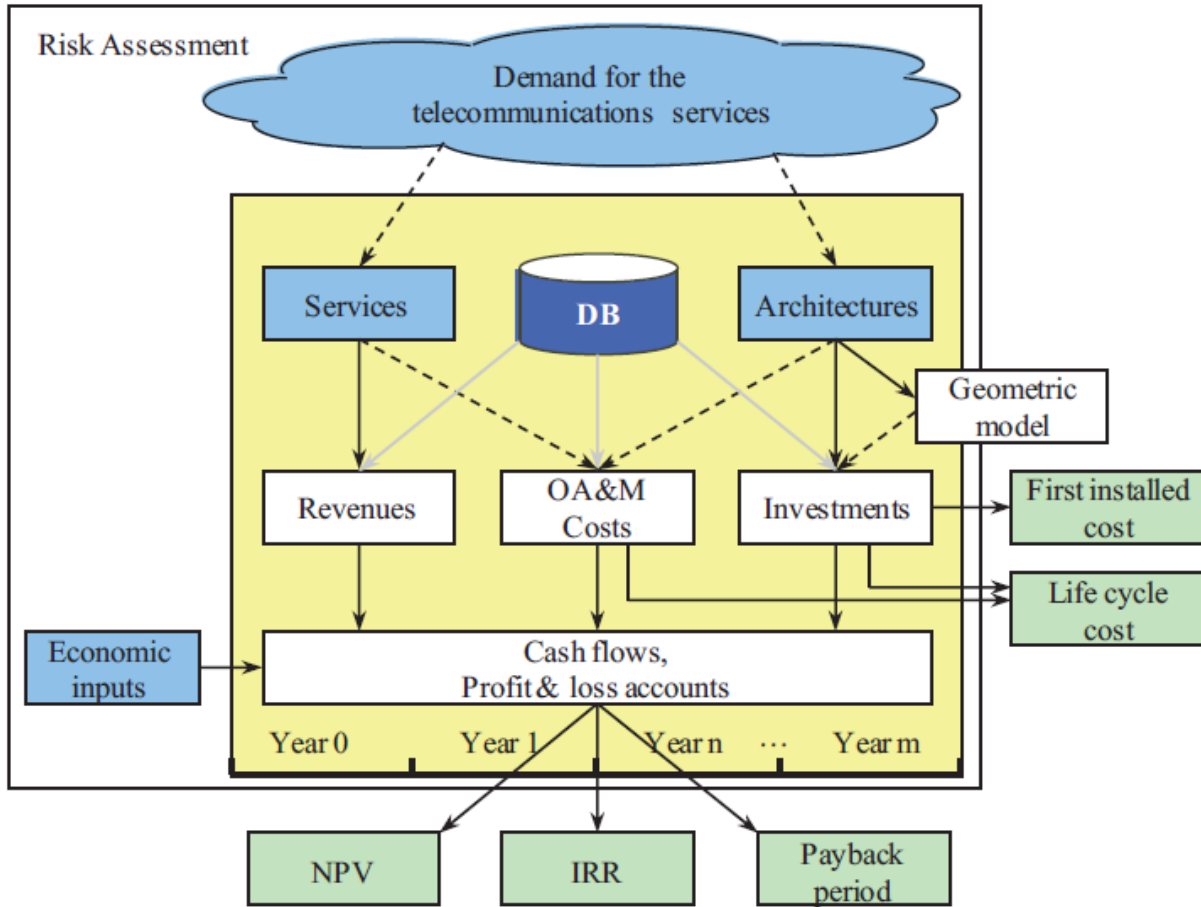 Risk Assessment
Demand for the
telecommunications services
Services
DB
Architectures
Geometric
model
Revenues
OA&M
Costs
Investments
First installed
cost
Life cycle
cost
Economic
inputs
Cash flows,
Profit & loss accounts
Year 0
Year 1
Year n
...
Year m
NPV
IRR
Payback
period